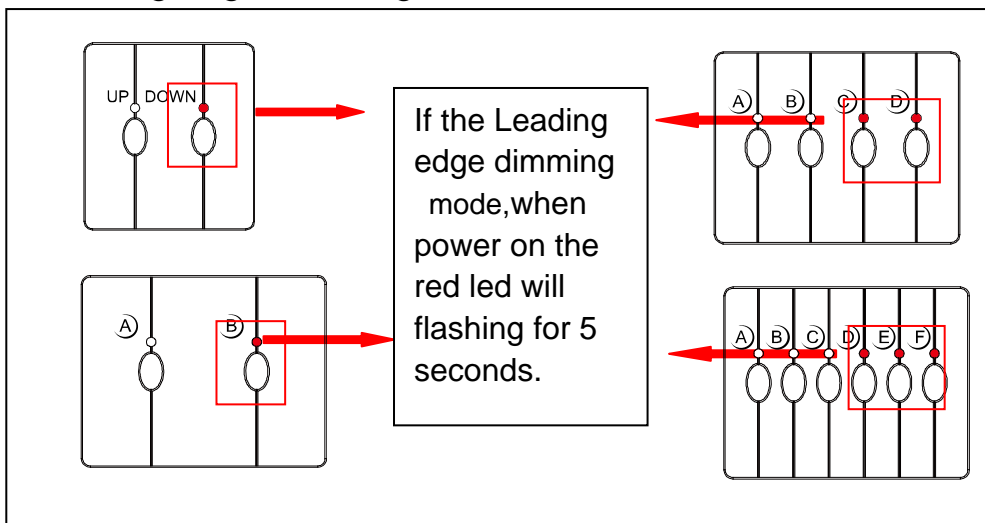 UP DOWN
A B
If the Leading
edge dimming
mode,when
power on the
red led will
flashing for 5
seconds.
A B C D
A B C D E F